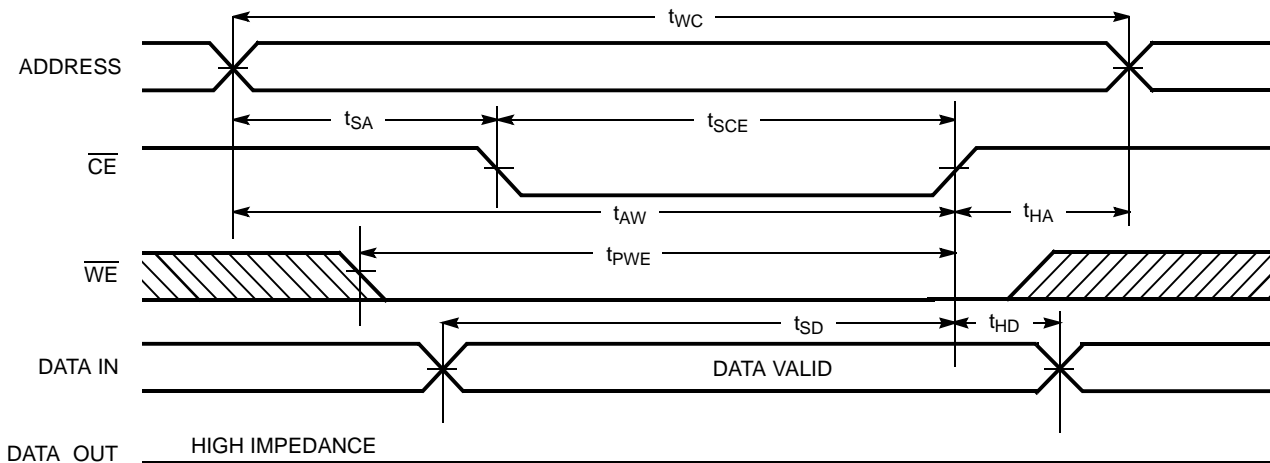 tWC
ADDRESS
tSA
tSCE
CE
tAW
tHA
tPWE
WE
tSD
tHD
DATA IN
DATA VALID
DATA OUT
HIGH IMPEDANCE